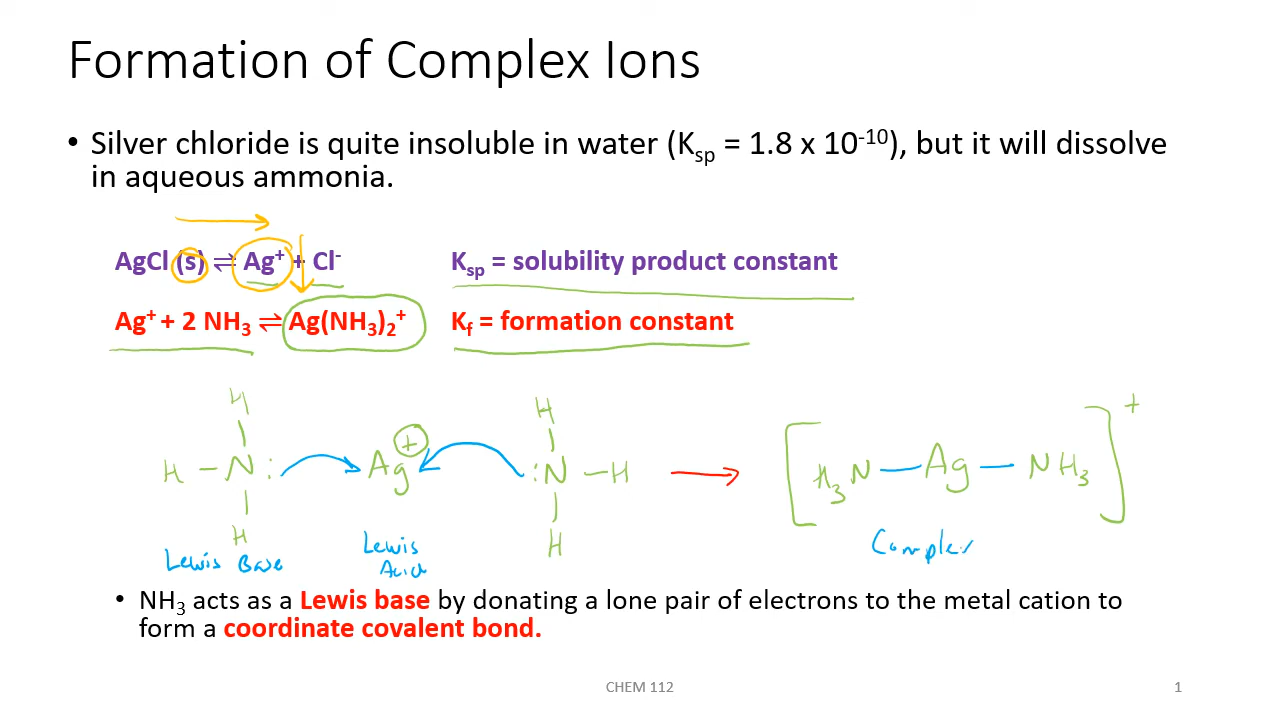 Formation of Complex Ions
• Silver chloride is quite insoluble in water (Ksp = 1.8 x 10^-10), but it will dissolve
in aqueous ammonia.
AgCl (s) ⇌ Ag⁺ + Cl⁻ Ksp = solubility product constant
Ag⁺ + 2 NH₃ ⇌ Ag(NH₃)₂⁺ Kf = formation constant
H H +
H – N : Ag + : N – H → [ H₃N – Ag – NH₃ ]
H H
Lewis Base Lewis Acid Complex
• NH₃ acts as a Lewis base by donating a lone pair of electrons to the metal cation to
form a coordinate covalent bond.
CHEM 112 1